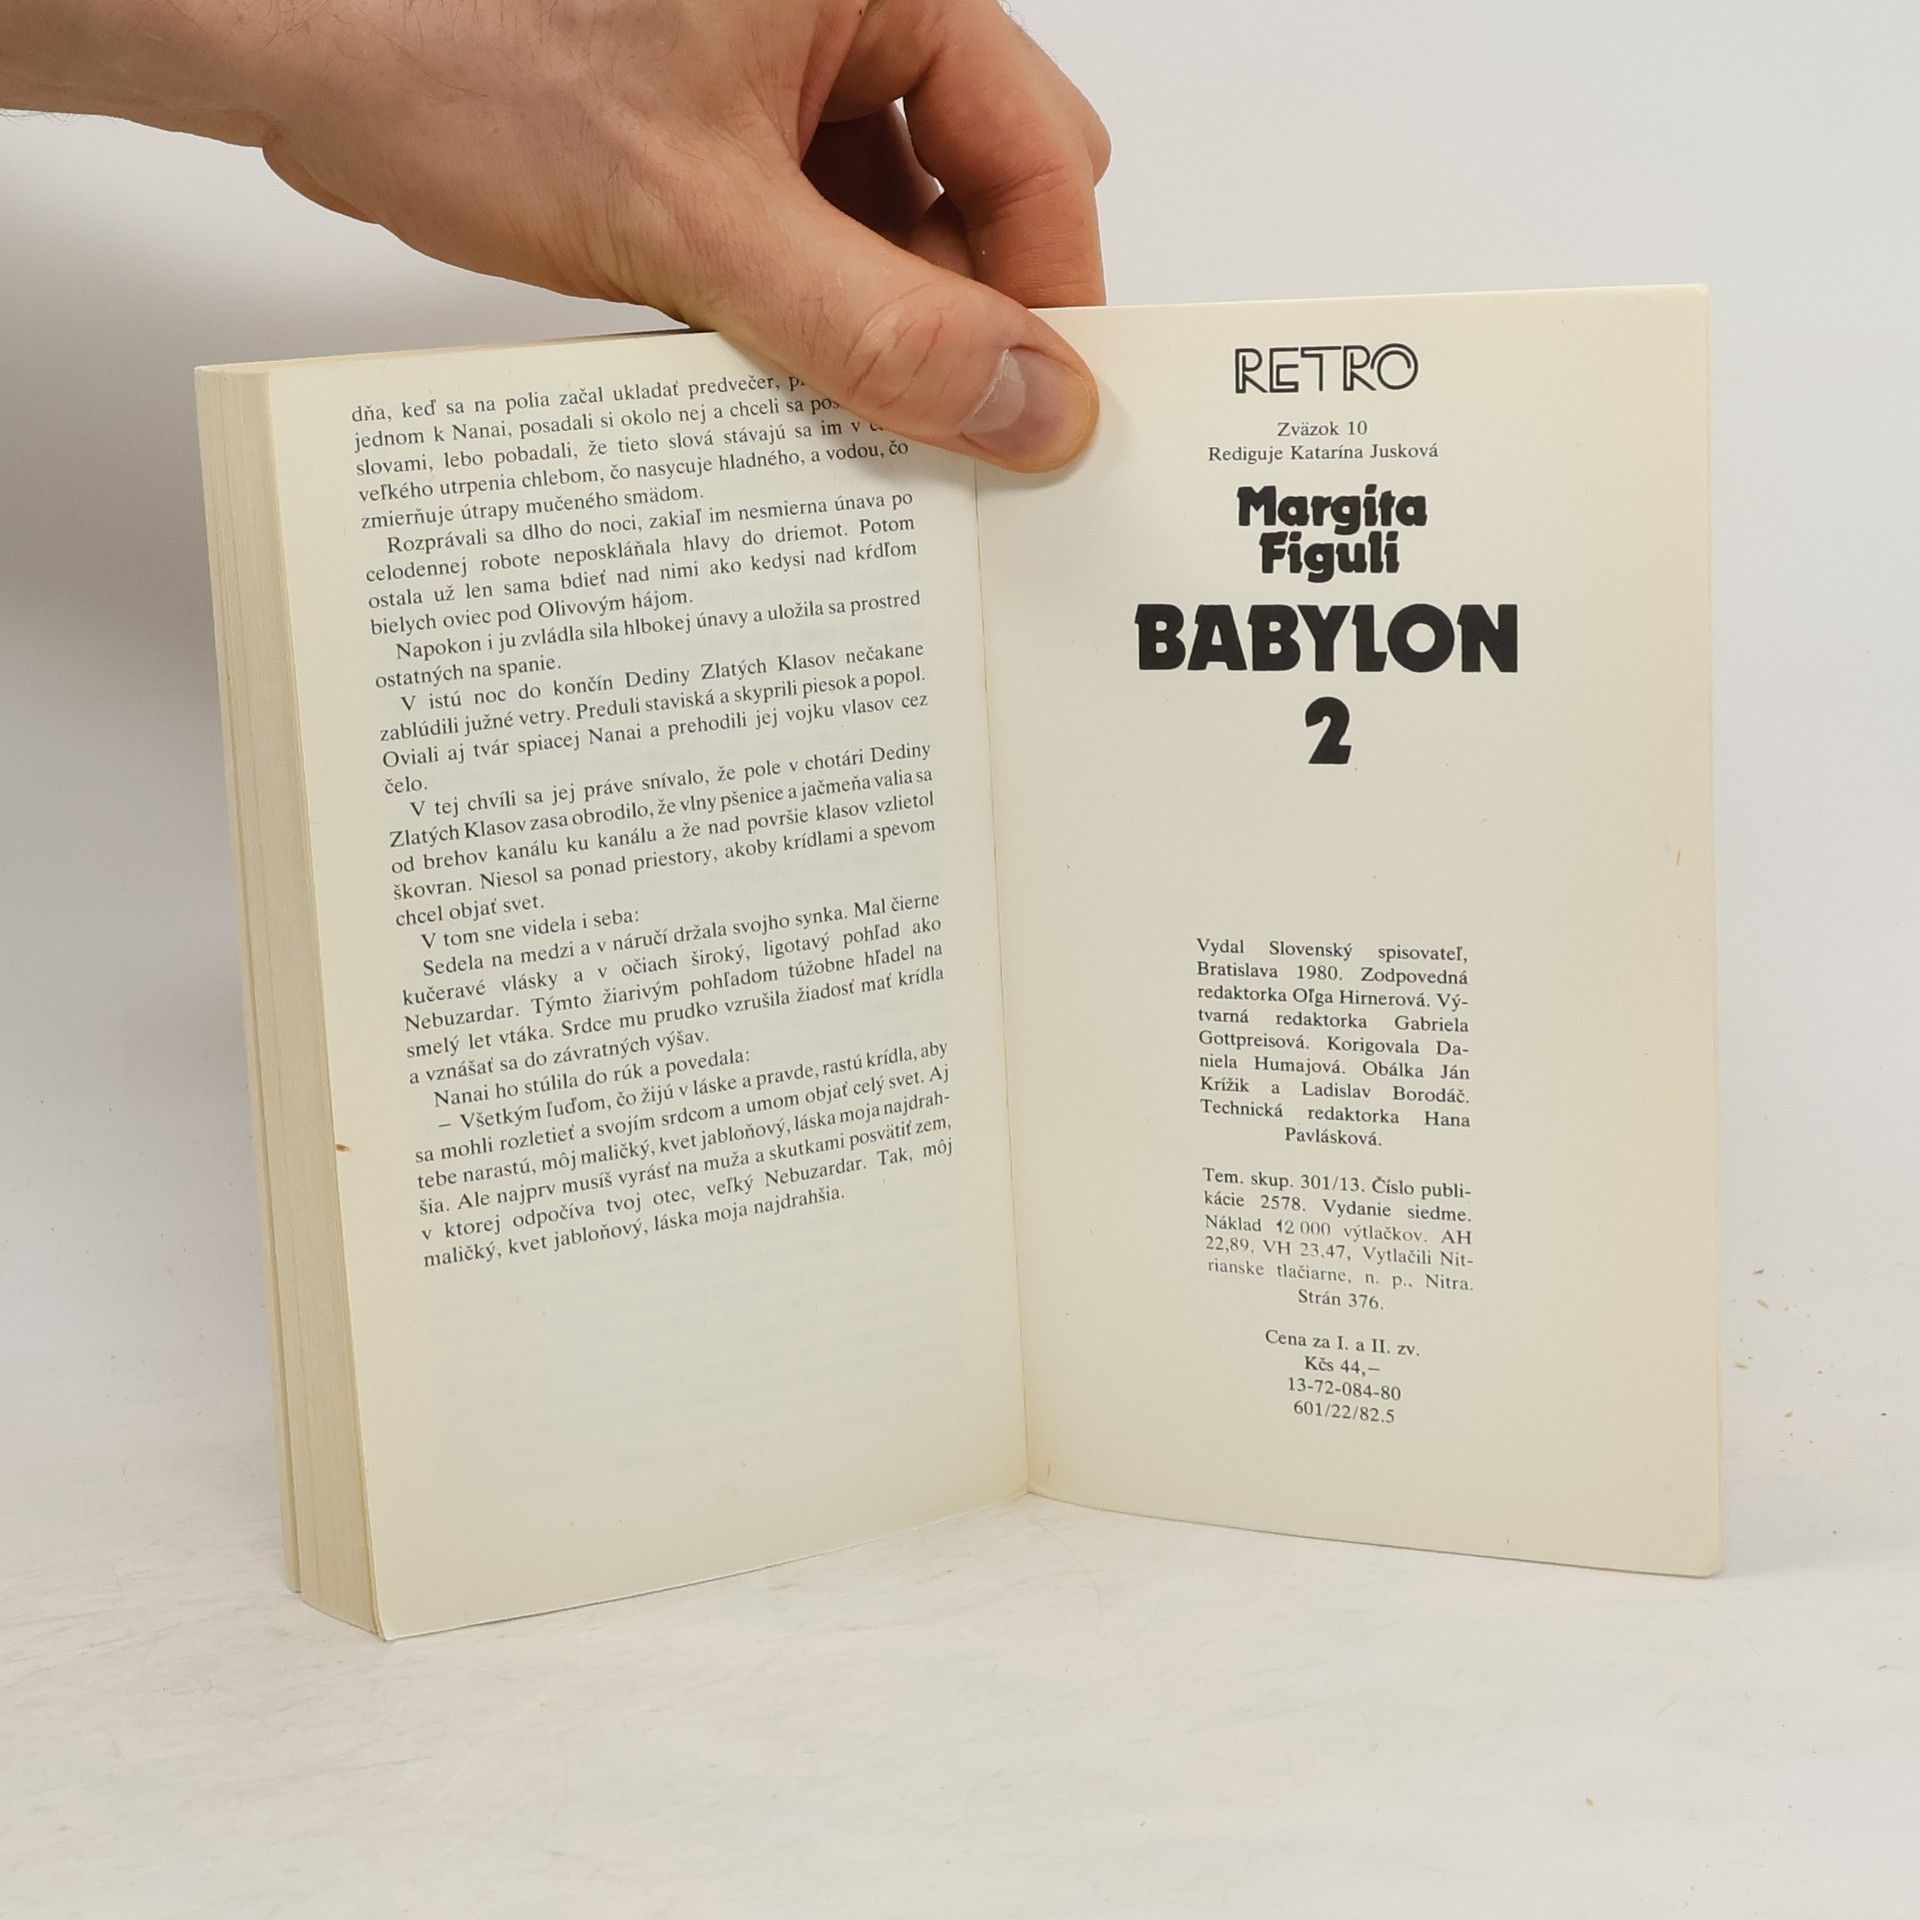 dňa, keď sa na polia začal ukladať predvečer,
jednom k Nanai, posadali si okolo nej a chceli sa
slovami, lebo pobadali, že tieto slová stávajú sa im v
veľkého utrpenia chlebom, čo nasycuje hladného, a vodou, čo
zmierňuje útrapy mučeného smädom.
Rozprávali sa dlho do noci, zakiaľ im nesmierna únava po
celodennej robote neposkláňala hlavy do driemot. Potom
ostala už len sama bdieť nad nimi ako kedysi nad kŕdľom
bielych oviec pod Olivovým hájom.
Napokon i ju zvládla sila hlbokej únavy a uložila sa prostred
ostatných na spanie.
V istú noc do končín Dediny Zlatých Klasov nečakane
zablúdili južné vetry. Preduli staviská a skyprili piesok a popol.
Oviali aj tvár spiacej Nanai a prehodili jej vojku vlasov cez
čelo.
V tej chvíli sa jej práve snívalo, že pole v chotári Dediny
Zlatých Klasov zasa obrodilo, že vlny pšenice a jačmeňa valia sa
od brehov kanálu ku kanálu a že nad površie klasov vzlietol
škovran. Niesol sa ponad priestory, akoby krídlami a spevom
chcel objať svet.
V tom sne videla i seba:
Sedela na medzi a v náručí držala svojho synka. Mal čierne
kučeravé vlásky a v očiach široký, ligotavý pohľad ako
Nebuzardar. Týmto žiarivým pohľadom túžobne hľadel na
smelý let vtáka. Srdce mu prudko vzrušila žiadosť mať krídla
a vznášať sa do závratných výšav.
Nanai ho stúlila do rúk a povedala:
– Všetkým ľuďom, čo žijú v láske a pravde, rastú krídla, aby
sa mohli rozletieť a svojím srdcom a umom objať celý svet. Aj
tebe narastú, môj maličký, kvet jabloňový, láska moja najdrah-
šia. Ale najprv musíš vyrásť na muža a skutkami posvätiť zem,
v ktorej odpočíva tvoj otec, veľký Nebuzardar. Tak, môj
maličký, kvet jabloňový, láska moja najdrahšia.
RETRO
Zväzok 10
Rediguje Katarína Jusková
Margita
Figuli
BABYLON
2
Vydal Slovenský spisovateľ,
Bratislava 1980. Zodpovedná
redaktorka Oľga Hirnerová. Vý-
tvarná redaktorka Gabriela
Gottpreisová. Korigovala Da-
niela Humajová. Obálka Ján
Krížik a Ladislav Borodáč.
Technická redaktorka Hana
Pavlásková.
Tem. skup. 301/13. Číslo publi-
kácie 2578. Vydanie siedme.
Náklad 12 000 výtlačkov. AH
22,89, VH 23,47, Vytlačili Nit-
rianske tlačiarne, n. p., Nitra.
Strán 376.
Cena za I. a II. zv.
Kčs 44,–
13-72-084-80
601/22/82.5